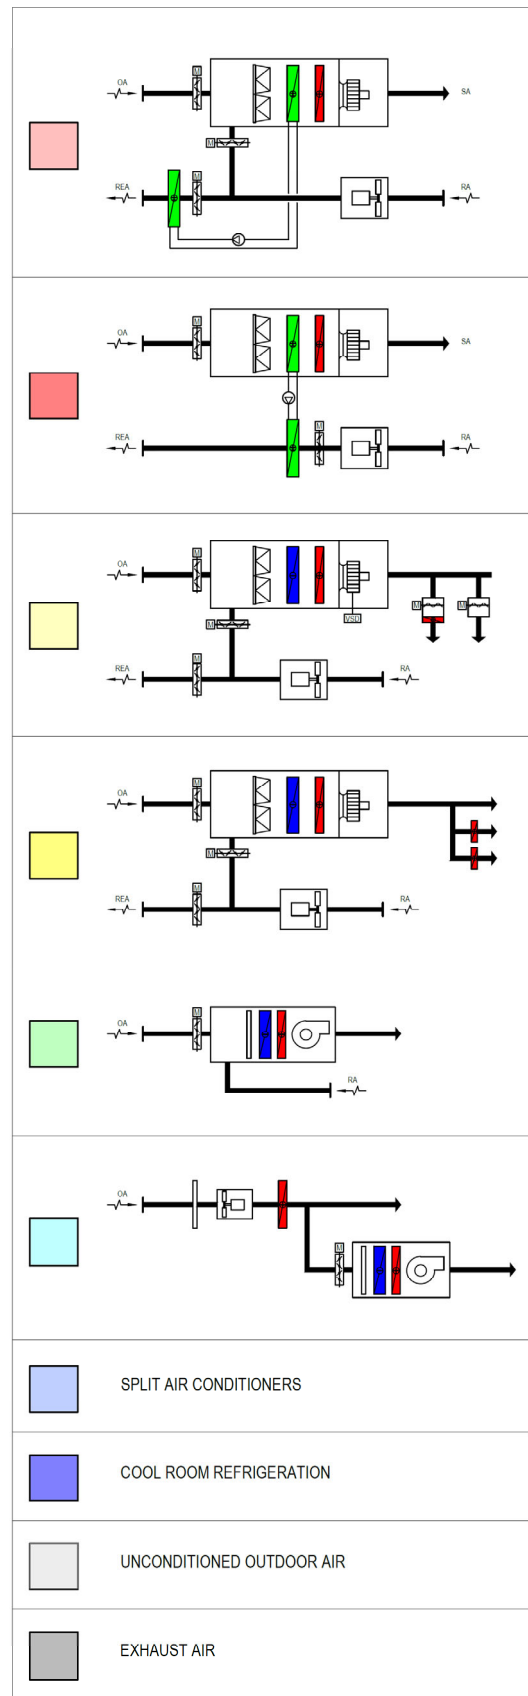 M
OA
SA
M
M
REA
RA
M
OA
SA
M
REA
RA
M
OA
M
M
M
VSD
M
REA
RA
M
OA
M
M
REA
RA
M
OA
RA
OA
M
SPLIT AIR CONDITIONERS
COOL ROOM REFRIGERATION
UNCONDITIONED OUTDOOR AIR
EXHAUST AIR